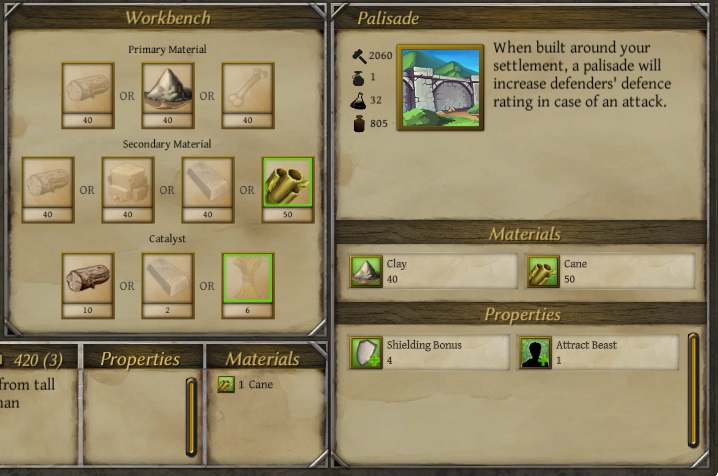 Workbench
Primary Material
OR
OR
40
40
40
Secondary Material
OR
OR
OR
40
40
40
50
Catalyst
OR
OR
10
2
6
420 (3)
from tall
nan
Properties
Materials
1 Cane
Palisade
2060
1
32
805
When built around your
settlement, a palisade will
increase defenders' defence
rating in case of an attack.
Materials
Clay
40
Cane
50
Properties
Shielding Bonus
4
Attract Beast
1